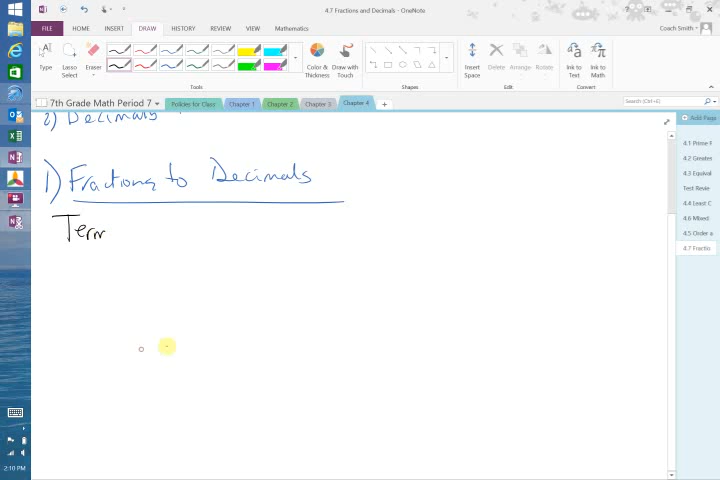 4.7 Fractions and Decimals - OneNote
FILE HOME INSERT DRAW HISTORY REVIEW VIEW Mathematics
Coach Smith
Type
Lasso Select
Eraser
Color & Thickness
Draw with Touch
Insert Space
Delete
Arrange
Rotate
Ink to Text
Ink to Math
Tools
Shapes
Edit
Convert
7th Grade Math Period 7
Policies for Class
Chapter 1
Chapter 2
Chapter 3
Chapter 4
Search (Ctrl+E)
Add Page
4.1 Prime F
4.2 Greates
4.3 Equival
Test Revie
4.4 Least C
4.6 Mixed
4.5 Order a
4.7 Fractio
2) Decimals
1) Fractions to Decimals
Term
2:10 PM